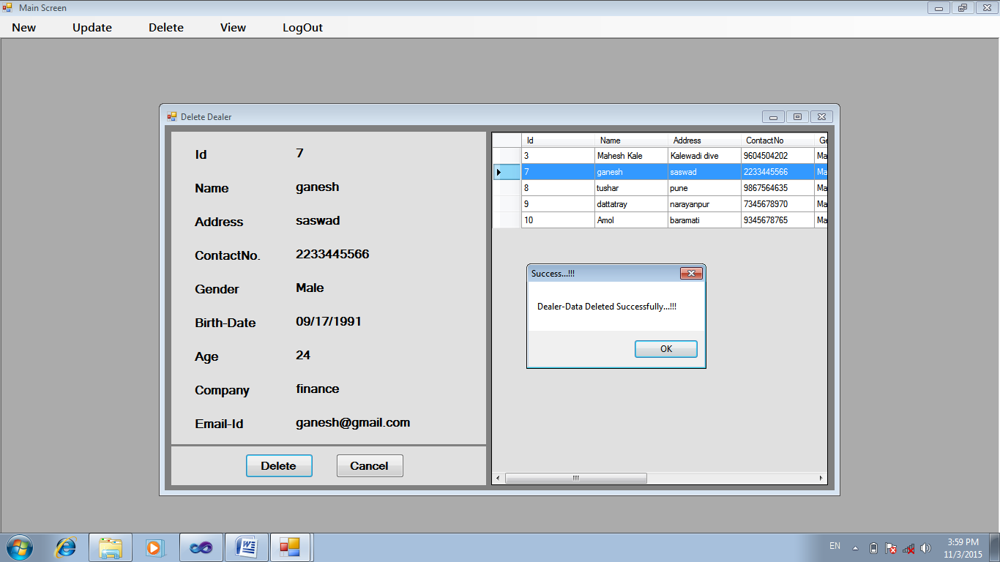 Main Screen
New Update Delete View LogOut
Delete Dealer
Id 7
Name ganesh
Address saswad
ContactNo. 2233445566
Gender Male
Birth-Date 09/17/1991
Age 24
Company finance
Email-Id ganesh@gmail.com
Delete Cancel
Id Name Address ContactNo Ge
3 Mahesh Kale Kalewadi dive 9604504202 Ma
7 ganesh saswad 2233445566 Ma
8 tushar pune 9867564635 Ma
9 dattatray narayanpur 7345678970 Ma
10 Amol baramati 9345678765 Ma
Success...!!!
Dealer-Data Deleted Successfully...!!!
OK
EN 3:59 PM
11/3/2015